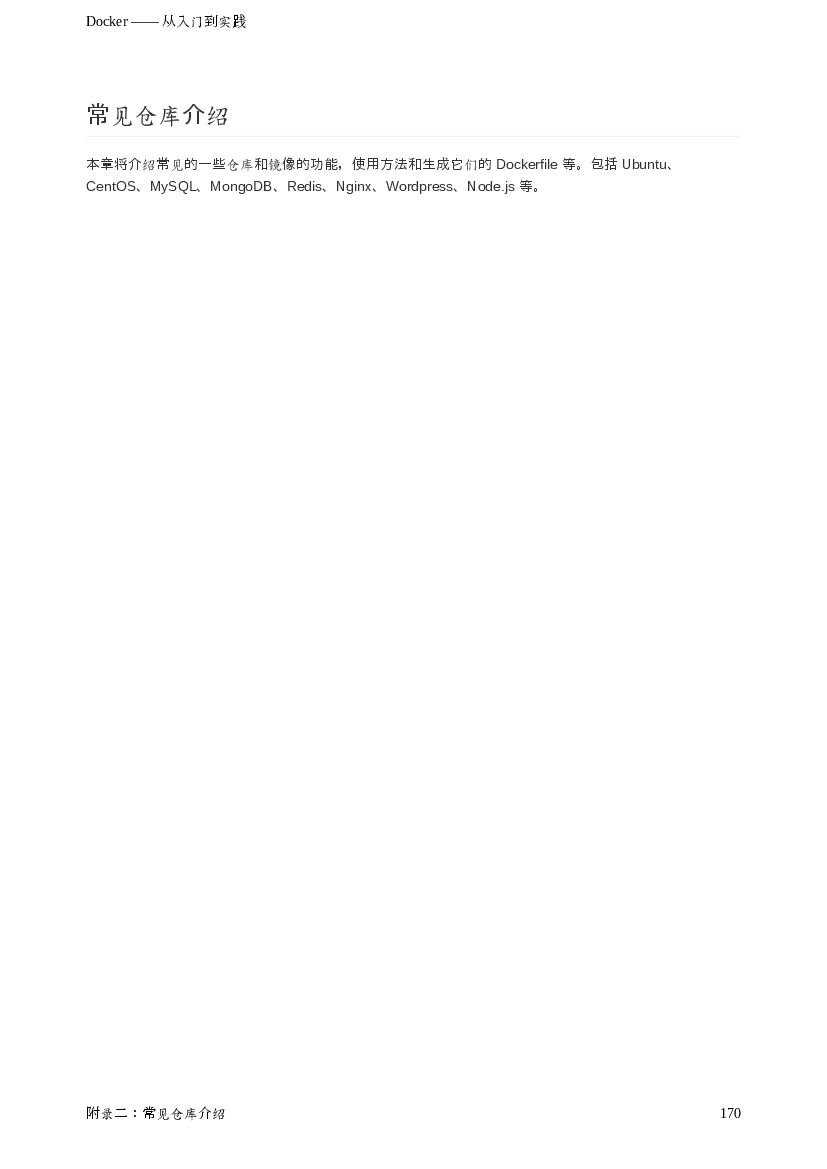 Docker —— 从入门到实践
常见仓库介绍
本章将介绍常见的一些仓库和镜像的功能，使用方法和生成它们的 Dockerfile 等。包括 Ubuntu、
CentOS、MySQL、MongoDB、Redis、Nginx、Wordpress、Node.js 等。
附录二：常见仓库介绍
170